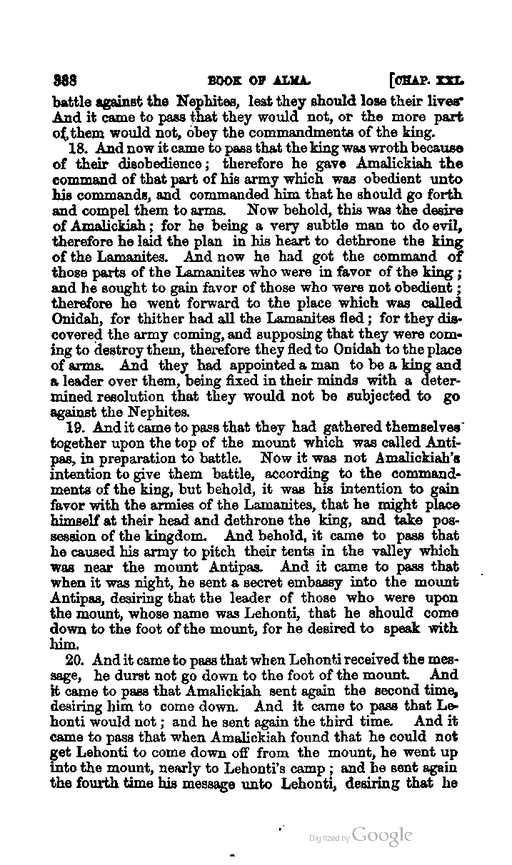 388 BOOK OF ALMA. [CHAP. XXI.
battle against the Nephites, lest they should lose their lives
And it came to pass that they would not, or the more part
of them would not, obey the commandments of the king.
18. And now it came to pass that the king was wroth because
of their disobedience; therefore he gave Amalickiah the
command of that part of his army which was obedient unto
his commands, and commanded him that he should go forth
and compel them to arms. Now behold, this was the desire
of Amalickiah; for he being a very subtle man to do evil,
therefore he laid the plan in his heart to dethrone the king
of the Lamanites. And now he had got the command of
those parts of the Lamanites who were in favor of the king;
and he sought to gain favor of those who were not obedient;
therefore he went forward to the place which was called
Onidah, for thither had all the Lamanites fled; for they dis-
covered the army coming, and supposing that they were com-
ing to destroy them, therefore they fled to Onidah to the place
of arms. And they had appointed a man to be a king and
a leader over them, being fixed in their minds with a deter-
mined resolution that they would not be subjected to go
against the Nephites.
19. And it came to pass that they had gathered themselves
together upon the top of the mount which was called Anti-
pas, in preparation to battle. Now it was not Amalickiah's
intention to give them battle, according to the command-
ments of the king, but behold, it was his intention to gain
favor with the armies of the Lamanites, that he might place
himself at their head and dethrone the king, and take pos-
session of the kingdom. And behold, it came to pass that
he caused his army to pitch their tents in the valley which
was near the mount Antipas. And it came to pass that
when it was night, he sent a secret embassy into the mount
Antipas, desiring that the leader of those who were upon
the mount, whose name was Lehonti, that he should come
down to the foot of the mount, for he desired to speak with
him.
20. And it came to pass that when Lehonti received the mes-
sage, he durst not go down to the foot of the mount. And
it came to pass that Amalickiah sent again the second time,
desiring him to come down. And it came to pass that Le-
honti would not; and he sent again the third time. And it
came to pass that when Amalickiah found that he could not
get Lehonti to come down off from the mount, he went up
into the mount, nearly to Lehonti's camp; and he sent again
the fourth time his message unto Lehonti, desiring that he
Digitized by Google